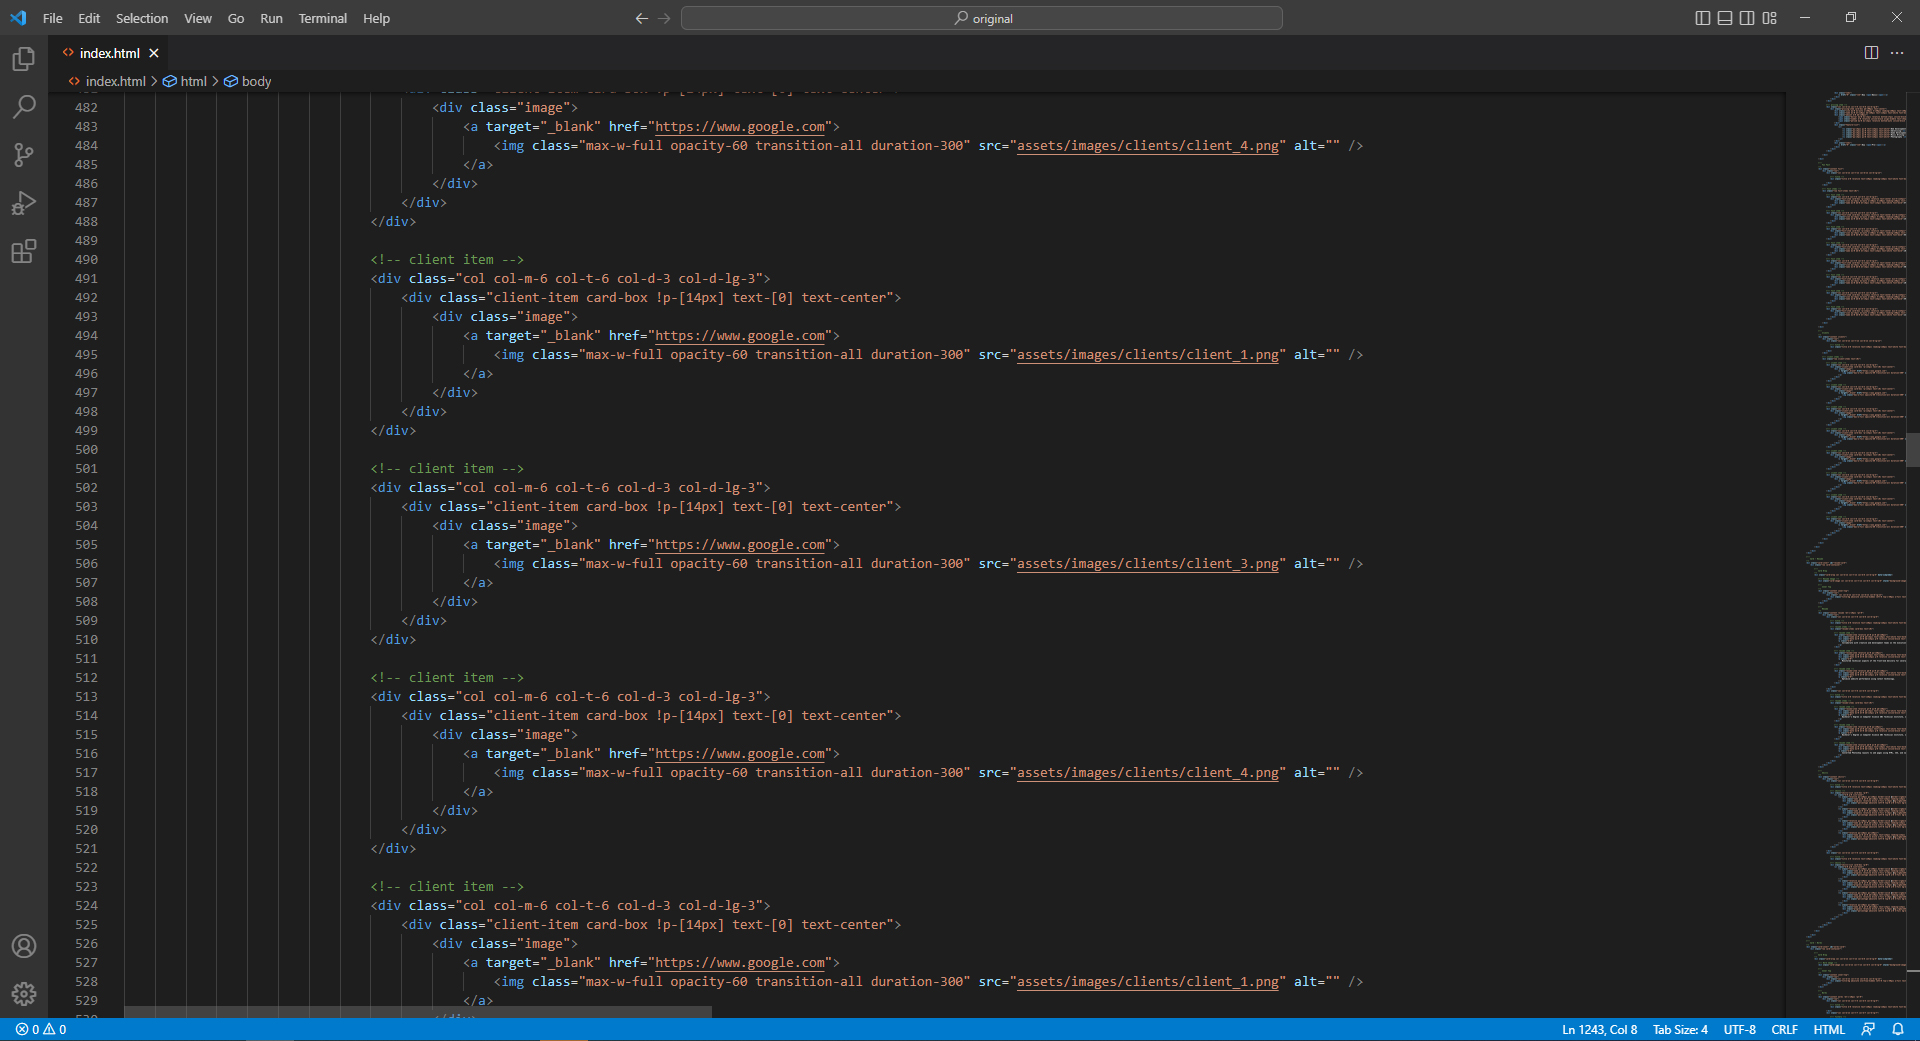 File Edit Selection View Go Run Terminal Help
original
index.html
index.html > html > body
482 <div class="image">
483 <a target="_blank" href="https://www.google.com">
484 <img class="max-w-full opacity-60 transition-all duration-300" src="assets/images/clients/client_4.png" alt="" />
485 </a>
486 </div>
487 </div>
488 </div>
489
490 <!-- client item -->
491 <div class="col col-m-6 col-t-6 col-d-3 col-d-lg-3">
492 <div class="client-item card-box !p-[14px] text-[0] text-center">
493 <div class="image">
494 <a target="_blank" href="https://www.google.com">
495 <img class="max-w-full opacity-60 transition-all duration-300" src="assets/images/clients/client_1.png" alt="" />
496 </a>
497 </div>
498 </div>
499 </div>
500
501 <!-- client item -->
502 <div class="col col-m-6 col-t-6 col-d-3 col-d-lg-3">
503 <div class="client-item card-box !p-[14px] text-[0] text-center">
504 <div class="image">
505 <a target="_blank" href="https://www.google.com">
506 <img class="max-w-full opacity-60 transition-all duration-300" src="assets/images/clients/client_3.png" alt="" />
507 </a>
508 </div>
509 </div>
510 </div>
511
512 <!-- client item -->
513 <div class="col col-m-6 col-t-6 col-d-3 col-d-lg-3">
514 <div class="client-item card-box !p-[14px] text-[0] text-center">
515 <div class="image">
516 <a target="_blank" href="https://www.google.com">
517 <img class="max-w-full opacity-60 transition-all duration-300" src="assets/images/clients/client_4.png" alt="" />
518 </a>
519 </div>
520 </div>
521 </div>
522
523 <!-- client item -->
524 <div class="col col-m-6 col-t-6 col-d-3 col-d-lg-3">
525 <div class="client-item card-box !p-[14px] text-[0] text-center">
526 <div class="image">
527 <a target="_blank" href="https://www.google.com">
528 <img class="max-w-full opacity-60 transition-all duration-300" src="assets/images/clients/client_1.png" alt="" />
529 </a>
0 0 Ln 1243, Col 8 Tab Size: 4 UTF-8 CRLF HTML